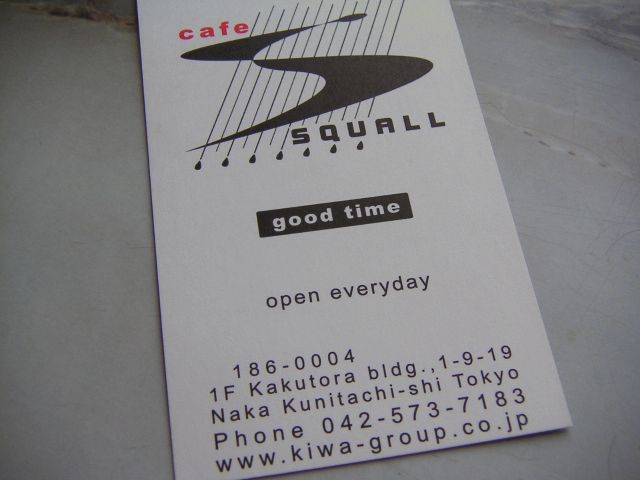 cafe
SQUALL
good time
open everyday
186-0004
1F Kakutora bldg.,1-9-19
Naka Kunitachi-shi Tokyo
Phone 042-573-7183
www.kiwa-group.co.jp